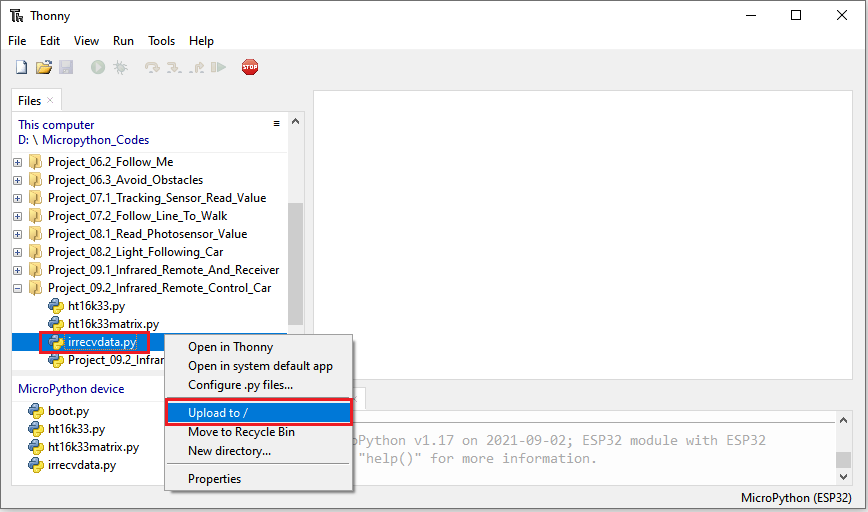 Thonny
File Edit View Run Tools Help
STOP
Files
This computer
D: \ Micropython_Codes
Project_06.2_Follow_Me
Project_06.3_Avoid_Obstacles
Project_07.1_Tracking_Sensor_Read_Value
Project_07.2_Follow_Line_To_Walk
Project_08.1_Read_Photosensor_Value
Project_08.2_Light_Following_Car
Project_09.1_Infrared_Remote_And_Receiver
Project_09.2_Infrared_Remote_Control_Car
ht16k33.py
ht16k33matrix.py
irrecvdata.py
Project_09.2_Infrar
Open in Thonny
Open in system default app
Configure .py files...
Upload to /
Move to Recycle Bin
New directory...
Properties
MicroPython device
boot.py
ht16k33.py
ht16k33matrix.py
irrecvdata.py
Python v1.17 on 2021-09-02; ESP32 module with ESP32
"help()" for more information.
MicroPython (ESP32)